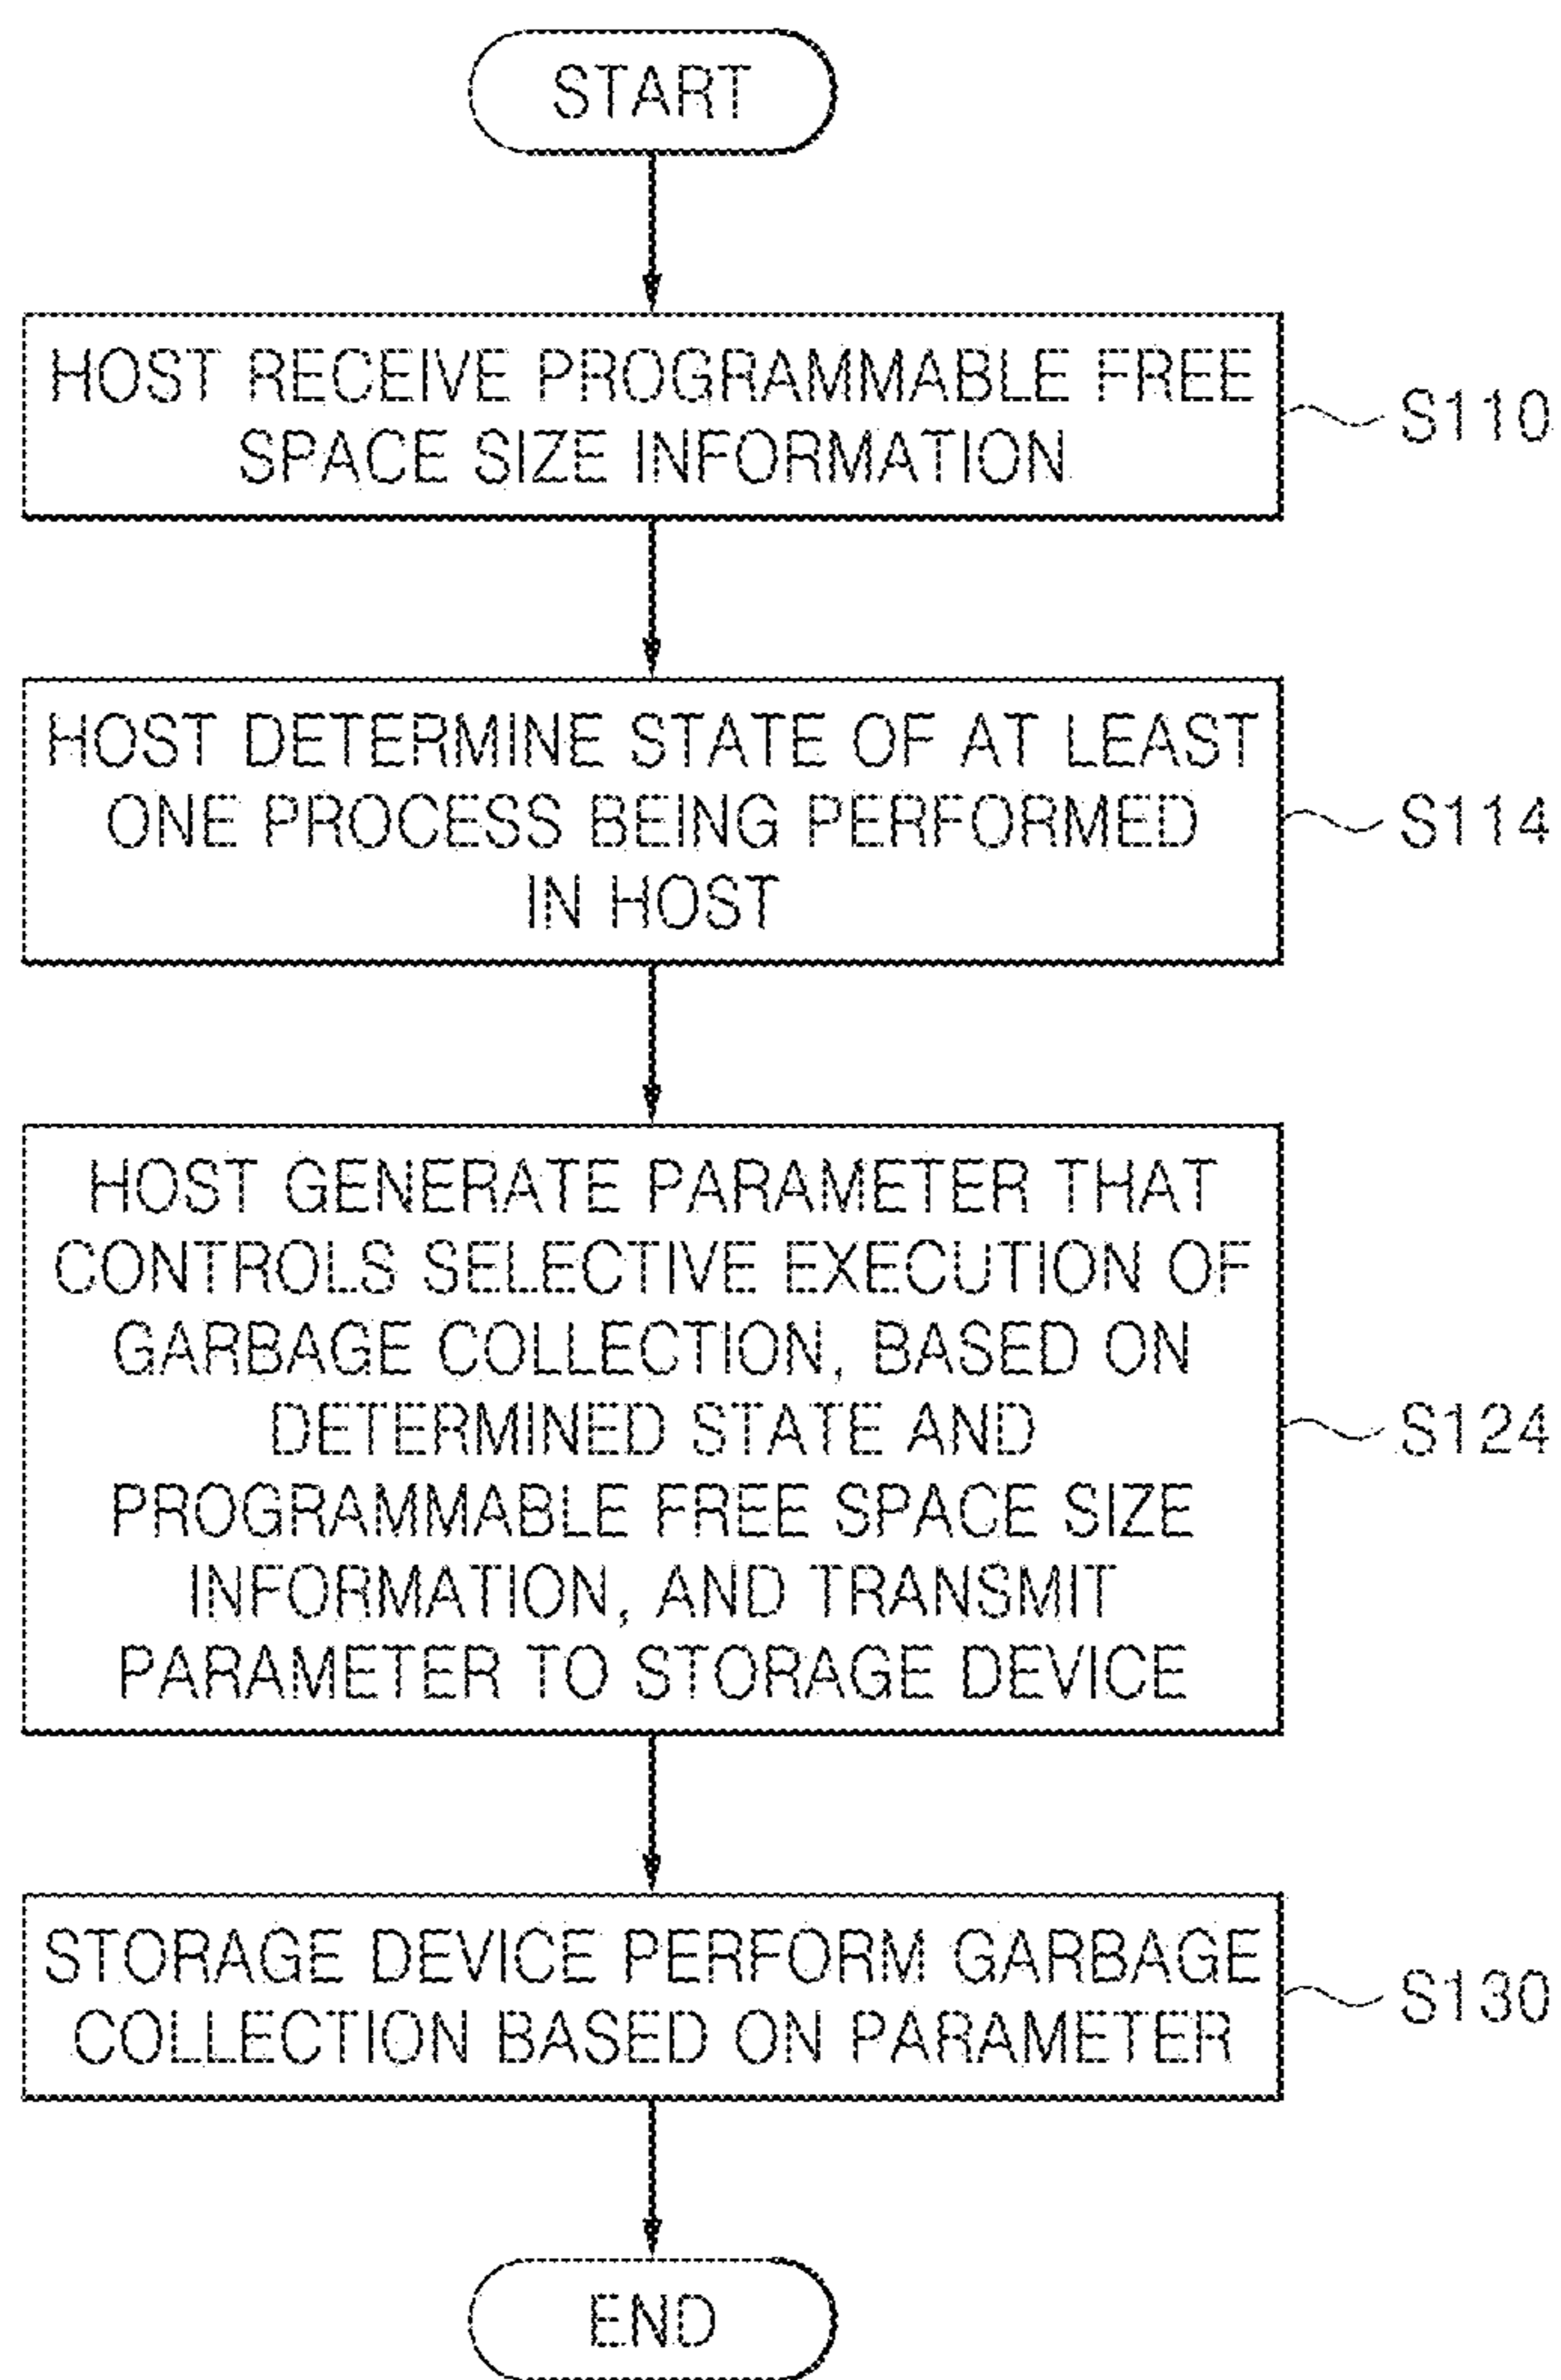 START
HOST RECEIVE PROGRAMMABLE FREE
SPACE SIZE INFORMATION
S110
HOST DETERMINE STATE OF AT LEAST
ONE PROCESS BEING PERFORMED
IN HOST
S114
HOST GENERATE PARAMETER THAT
CONTROLS SELECTIVE EXECUTION OF
GARBAGE COLLECTION, BASED ON
DETERMINED STATE AND
PROGRAMMABLE FREE SPACE SIZE
INFORMATION, AND TRANSMIT
PARAMETER TO STORAGE DEVICE
S124
STORAGE DEVICE PERFORM GARBAGE
COLLECTION BASED ON PARAMETER
S130
END